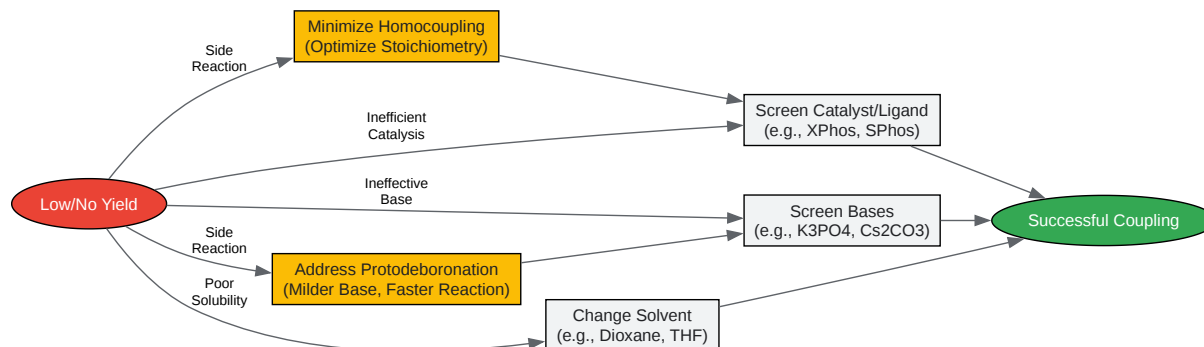 Minimize Homocoupling
(Optimize Stoichiometry)
Side
Reaction
Screen Catalyst/Ligand
(e.g., XPhos, SPhos)
Inefficient
Catalysis
Low/No Yield
Ineffective
Base
Screen Bases
(e.g., K3PO4, Cs2CO3)
Successful Coupling
Side
Reaction
Address Protodeboronation
(Milder Base, Faster Reaction)
Poor
Solubility
Change Solvent
(e.g., Dioxane, THF)